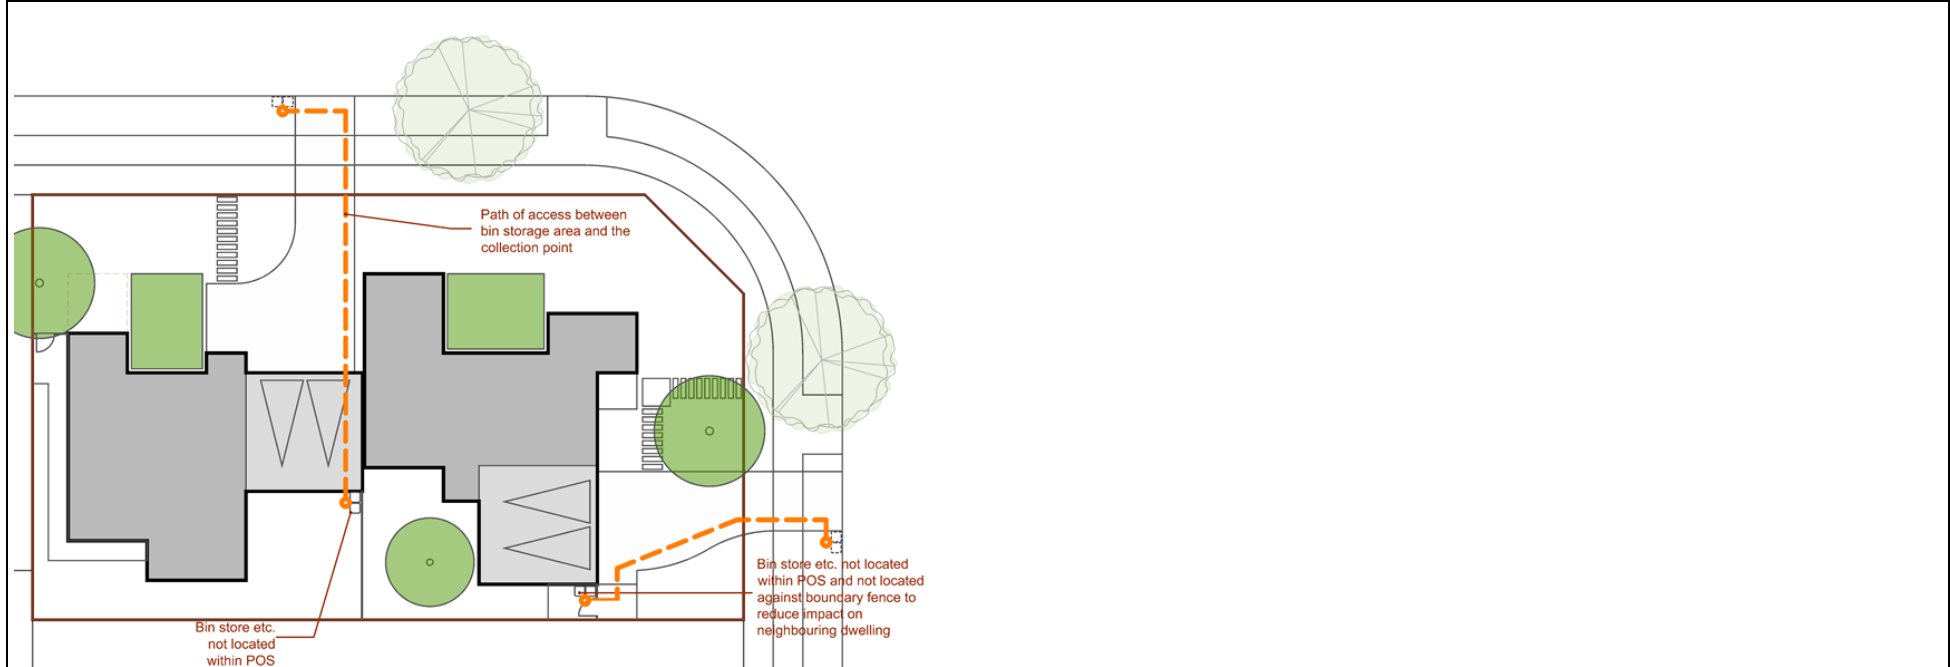 Path of access between
bin storage area and the
collection point
Bin store etc. not located
within POS and not located
against boundary fence to
reduce impact on
neighbouring dwelling
Bin store etc.
not located
within POS